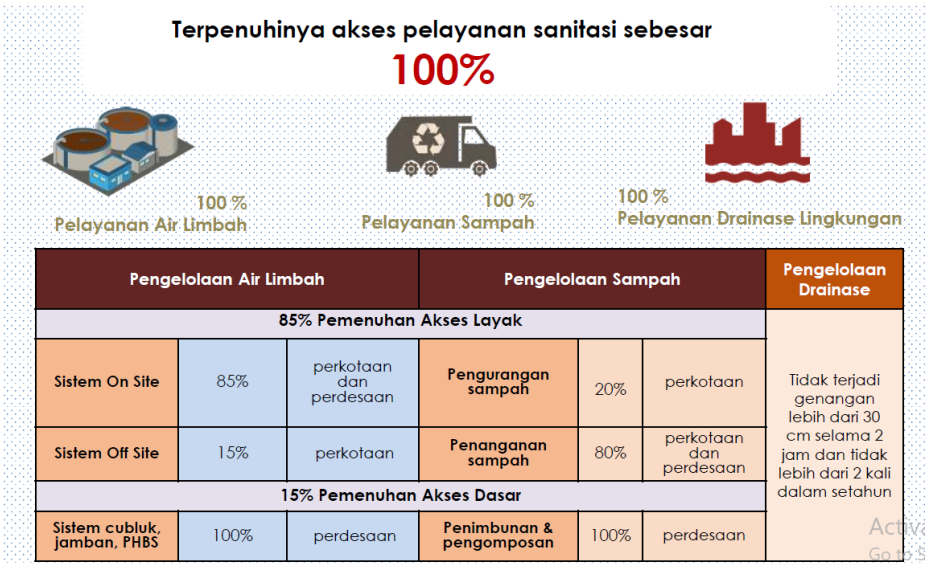 Terpenuhinya akses pelayanan sanitasi sebesar
100%
100 %
Pelayanan Air Limbah
100 %
Pelayanan Sampah
100 %
Pelayanan Drainase Lingkungan
Pengelolaan Air Limbah
Pengelolaan Sampah
Pengelolaan
Drainase
85% Pemenuhan Akses Layak
Sistem On Site
85%
perkotaan
dan
perdesaan
Pengurangan
sampah
20%
perkotaan
Sistem Off Site
15%
perkotaan
Penanganan
sampah
80%
perkotaan
dan
perdesaan
Tidak terjadi
genangan
lebih dari 30
cm selama 2
jam dan tidak
lebih dari 2 kali
dalam setahun
15% Pemenuhan Akses Dasar
Sistem cubluk,
jamban, PHBS
100%
perdesaan
Penimbunan &
pengomposan
100%
perdesaan
Activa
Go to S